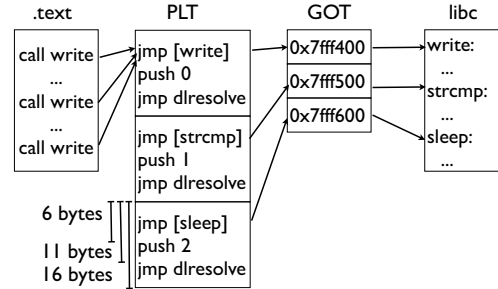 .text
PLT
GOT
libc
call write
...
call write
...
call write
jmp [write]
push 0
jmp dlresolve
jmp [strcmp]
push 1
jmp dlresolve
jmp [sleep]
push 2
jmp dlresolve
0x7fff400
0x7fff500
0x7fff600
write:
...
strcmp:
...
sleep:
...
6 bytes
11 bytes
16 bytes